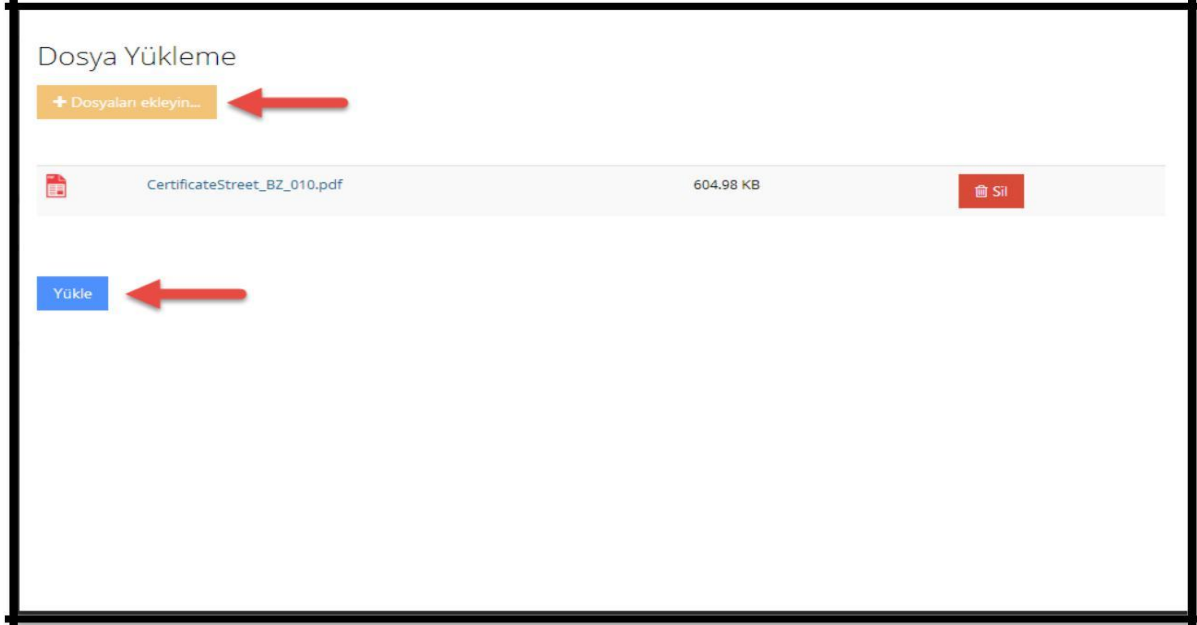 Dosya Yükleme
+ Dosyaları ekleyin...
CertificateStreet_BZ_010.pdf 604.98 KB Sil
Yükle